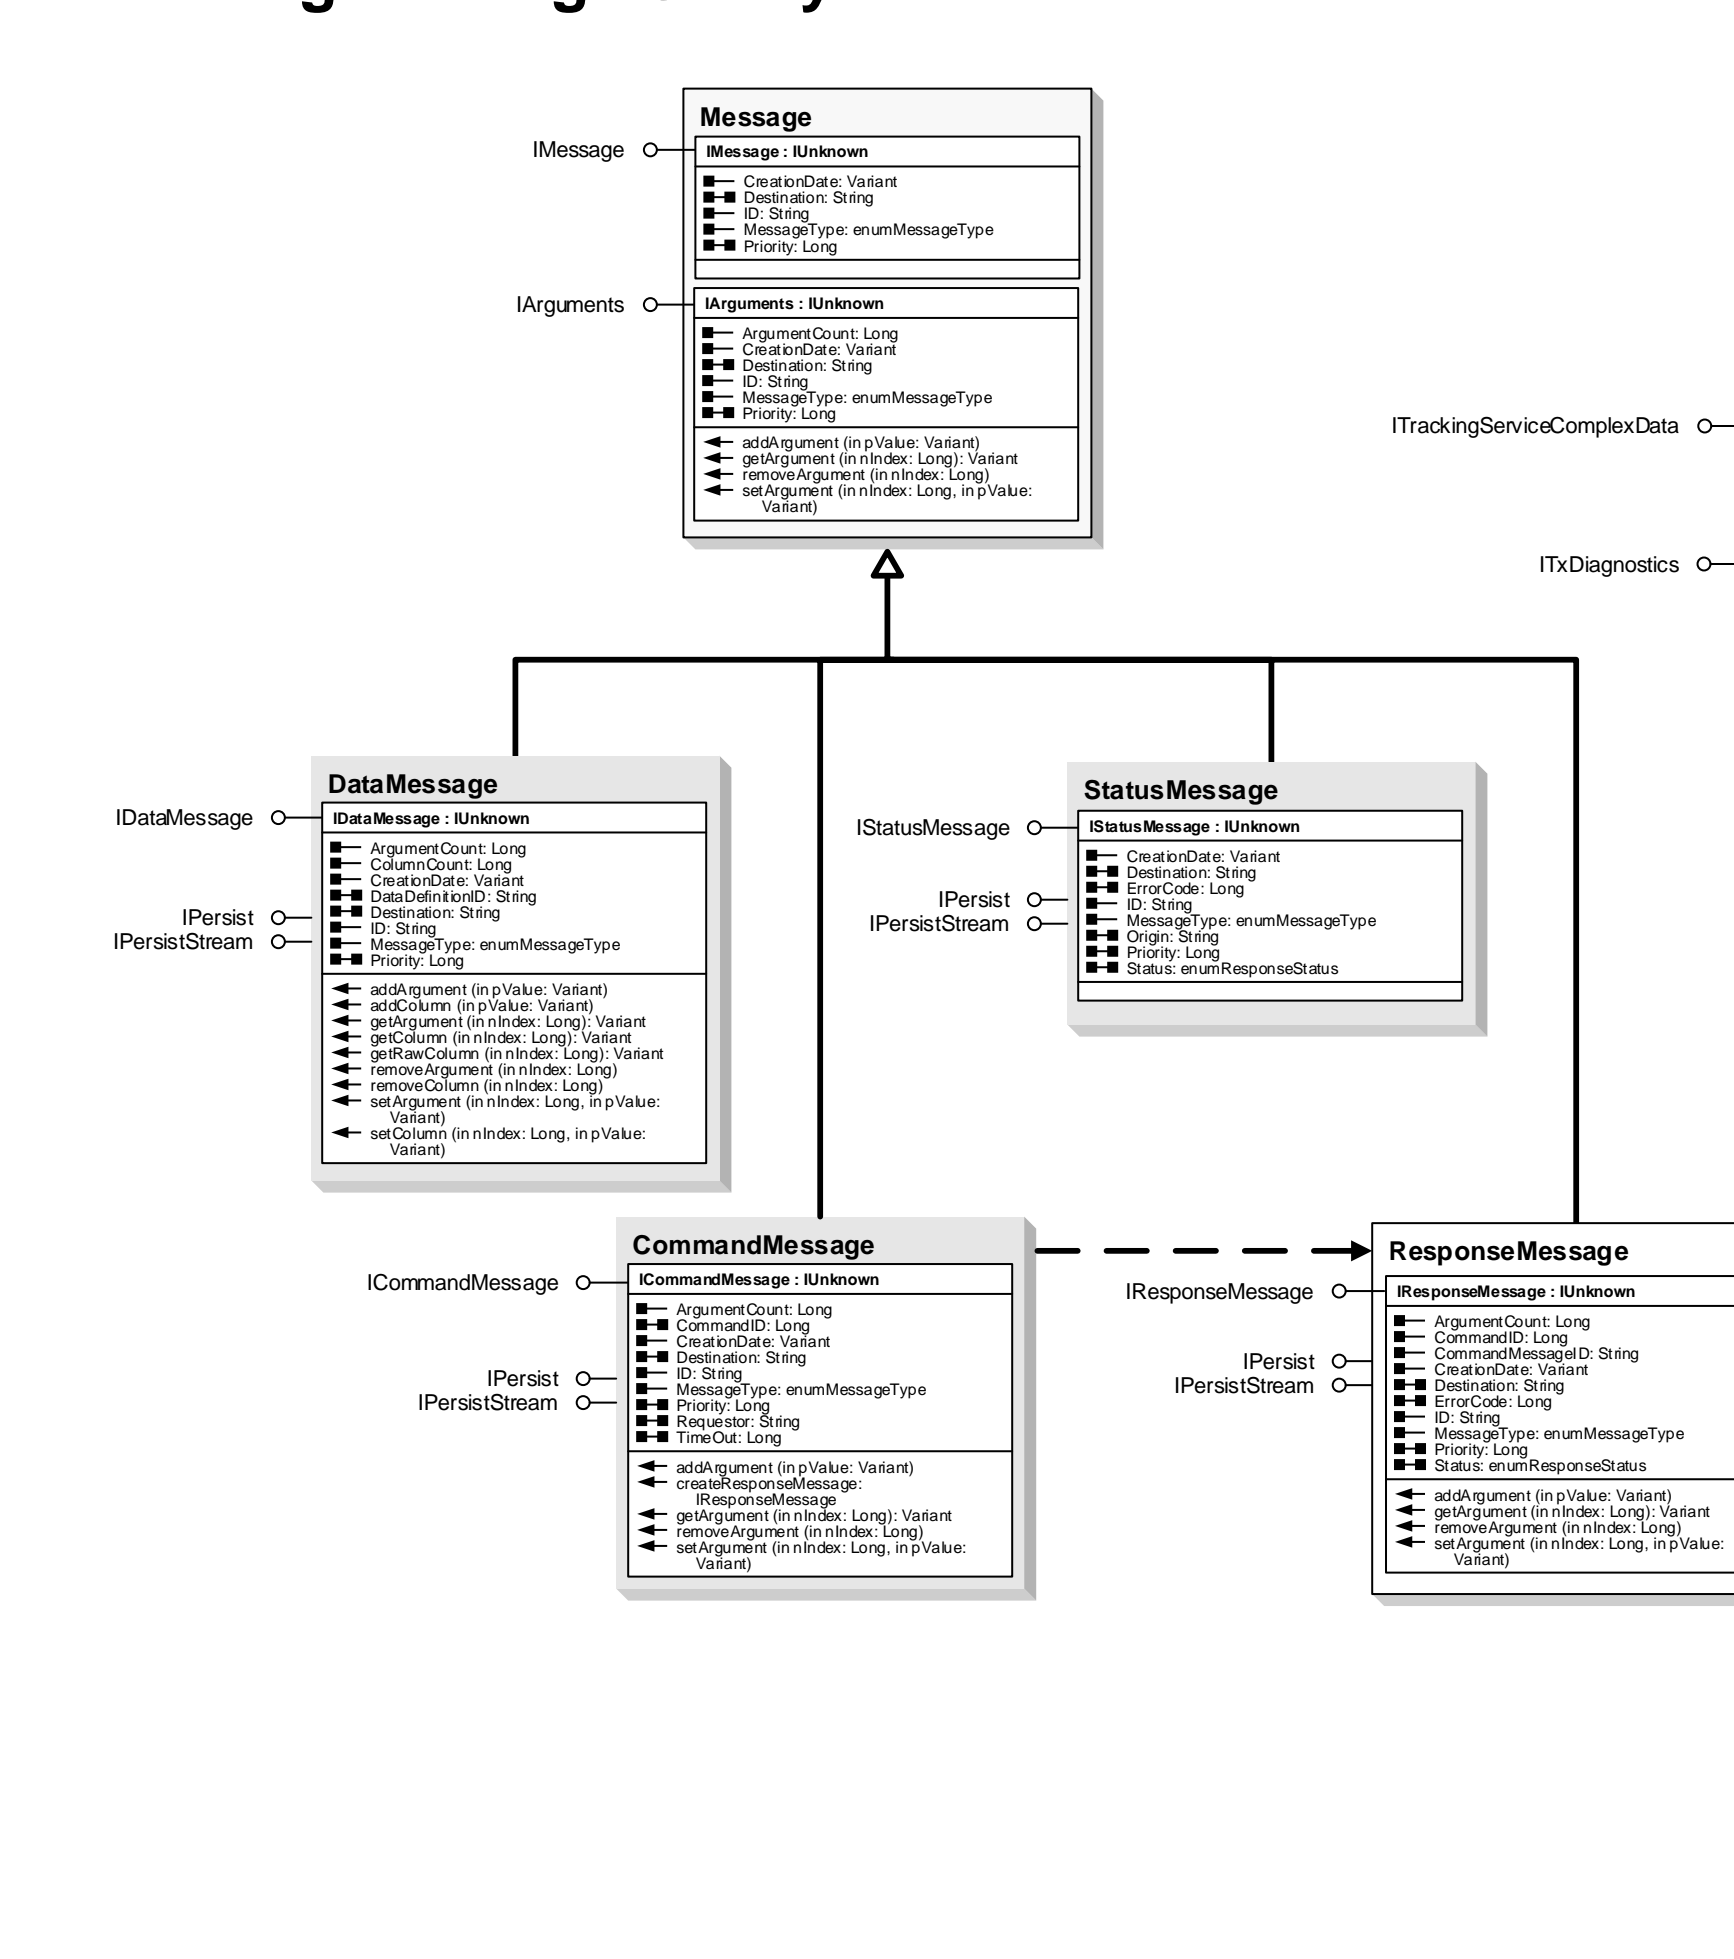 Message
IMessage
IMessage : IUnknown
CreationDate: Variant
Destination: String
ID: String
MessageType: enumMessageType
Priority: Long
IArguments
IArguments : IUnknown
ArgumentCount: Long
CreationDate: Variant
Destination: String
ID: String
MessageType: enumMessageType
Priority: Long
addArgument (in pValue: Variant)
getArgument (in nIndex: Long): Variant
removeArgument (in nIndex: Long)
setArgument (in nIndex: Long, in pValue:
Variant)
ITrackingServiceComplexData
ITxDiagnostics
DataMessage
IDataMessage
IDataMessage : IUnknown
ArgumentCount: Long
ColumnCount: Long
CreationDate: Variant
DataDefinitionID: String
Destination: String
ID: String
MessageType: enumMessageType
Priority: Long
IPersist
IPersistStream
addArgument (in pValue: Variant)
addColumn (in pValue: Variant)
getArgument (in nIndex: Long): Variant
getColumn (in nIndex: Long): Variant
getRawColumn (in nIndex: Long): Variant
removeArgument (in nIndex: Long)
removeColumn (in nIndex: Long)
setArgument (in nIndex: Long, in pValue:
Variant)
setColumn (in nIndex: Long, in pValue:
Variant)
StatusMessage
IStatusMessage
IStatusMessage : IUnknown
CreationDate: Variant
Destination: String
ErrorCode: Long
ID: String
MessageType: enumMessageType
Origin: String
Priority: Long
Status: enumResponseStatus
IPersist
IPersistStream
CommandMessage
ICommandMessage
ICommandMessage : IUnknown
ArgumentCount: Long
CommandID: Long
CreationDate: Variant
Destination: String
ID: String
MessageType: enumMessageType
Priority: Long
Requestor: String
TimeOut: Long
IPersist
IPersistStream
addArgument (in pValue: Variant)
createResponseMessage:
IResponseMessage
getArgument (in nIndex: Long): Variant
removeArgument (in nIndex: Long)
setArgument (in nIndex: Long, in pValue:
Variant)
ResponseMessage
IResponseMessage
IResponseMessage : IUnknown
ArgumentCount: Long
CommandID: Long
CommandMessageID: String
CreationDate: Variant
Destination: String
ErrorCode: Long
ID: String
MessageType: enumMessageType
Priority: Long
Status: enumResponseStatus
IPersist
IPersistStream
addArgument (in pValue: Variant)
getArgument (in nIndex: Long): Variant
removeArgument (in nIndex: Long)
setArgument (in nIndex: Long, in pValue:
Variant)